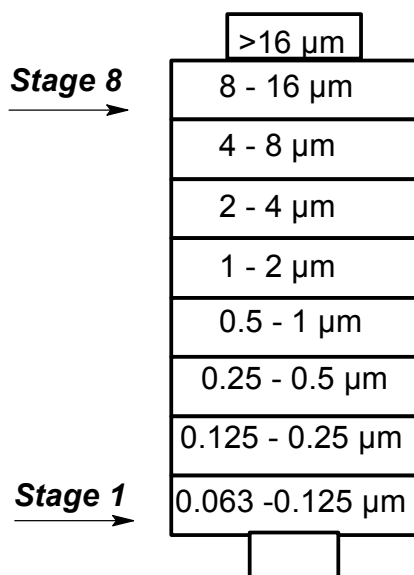 >16 µm
Stage 8
8 - 16 µm
4 - 8 µm
2 - 4 µm
1 - 2 µm
0.5 - 1 µm
0.25 - 0.5 µm
0.125 - 0.25 µm
Stage 1
0.063 -0.125 µm